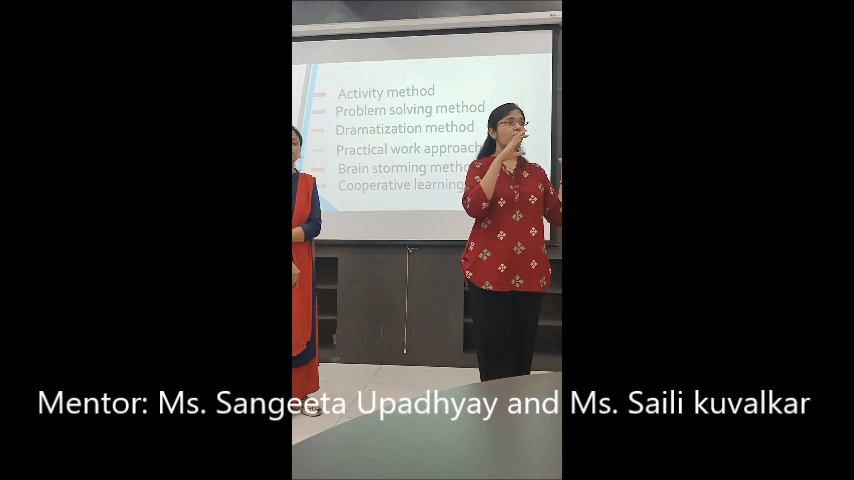 Activity method
Problem solving method
Dramatization method
Practical work approach
Brain storming
Cooperative learning
Mentor: Ms. Sangeeta Upadhyay and Ms. Saili kuvalkar